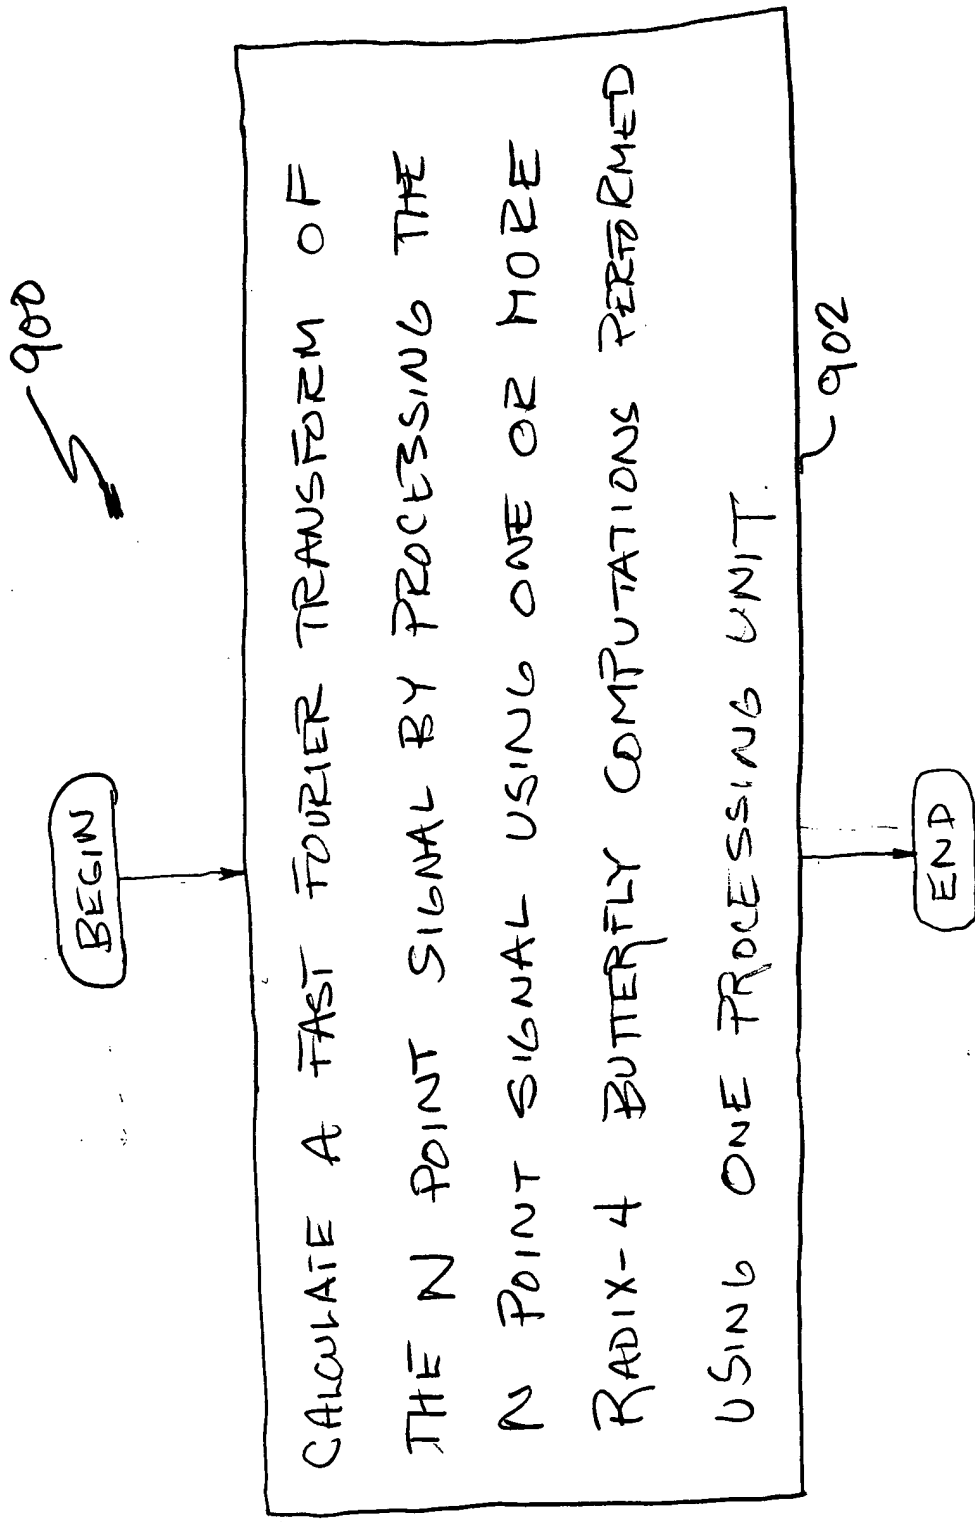 900
BEGIN
CALCULATE A FAST FOURIER TRANSFORM OF
THE N POINT SIGNAL BY PROCESSING THE
N POINT SIGNAL USING ONE OR MORE
RADIX-4 BUTTERFLY COMPUTATIONS PERFORMED
USING ONE PROCESSING UNIT.
902
END